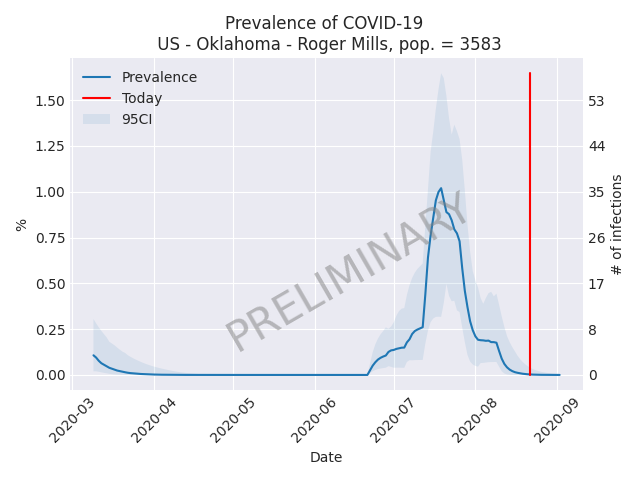 Prevalence of COVID-19
US - Oklahoma - Roger Mills, pop. = 3583
Prevalence
Today
95CI
1.50
1.25
1.00
0.75
0.50
0.25
0.00
%
53
44
35
26
17
8
0
# of infections
PRELIMINARY
2020-03
2020-04
2020-05
2020-06
2020-07
2020-08
2020-09
Date